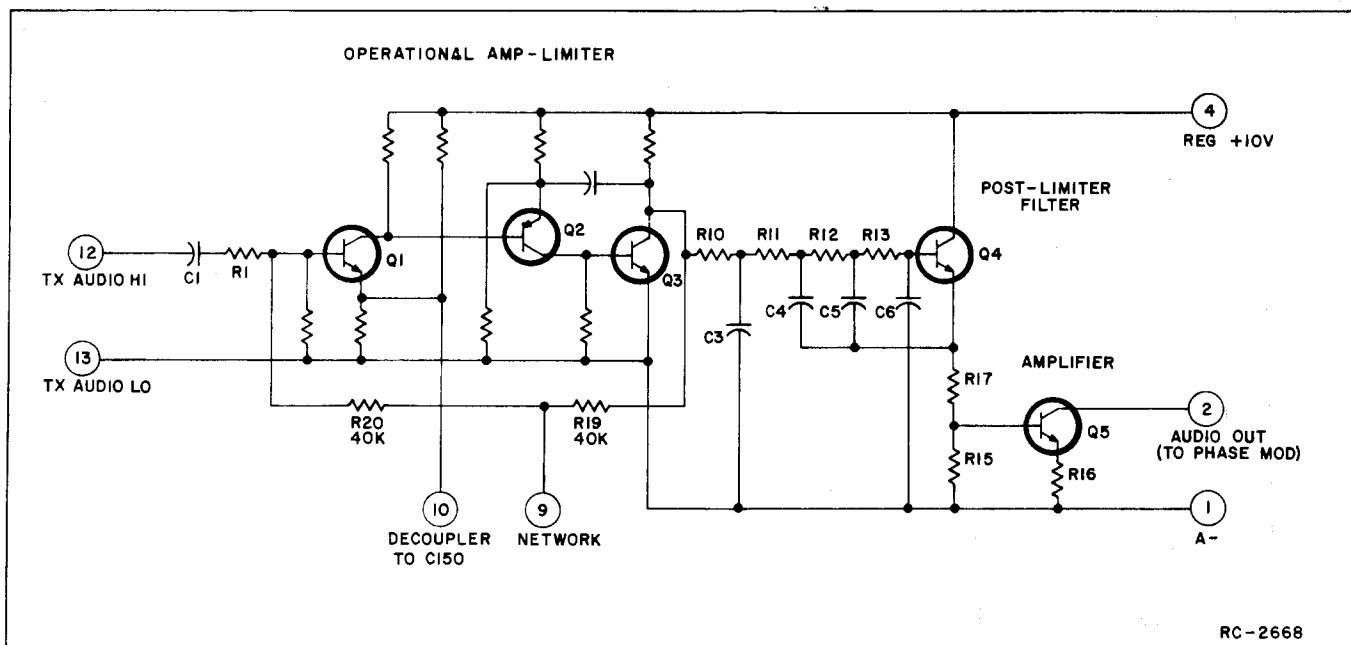 OPERATIONAL AMP-LIMITER
4
REG +10V
POST-LIMITER
FILTER
12
TX AUDIO HI
C1
R1
Q1
Q2
Q3
R10
R11
R12
R13
Q4
C3
C4
C5
C6
13
TX AUDIO LO
R20
40K
R19
40K
R17
AMPLIFIER
Q5
2
AUDIO OUT
(TO PHASE MOD)
R15
R16
10
DECOUPLER
TO C150
9
NETWORK
1
A-
RC-2668